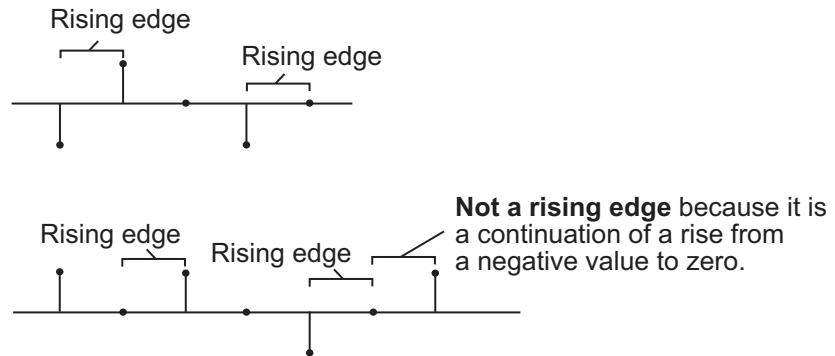 Rising edge
Rising edge
Not a rising edge because it is
a continuation of a rise from
a negative value to zero.
Rising edge
Rising edge